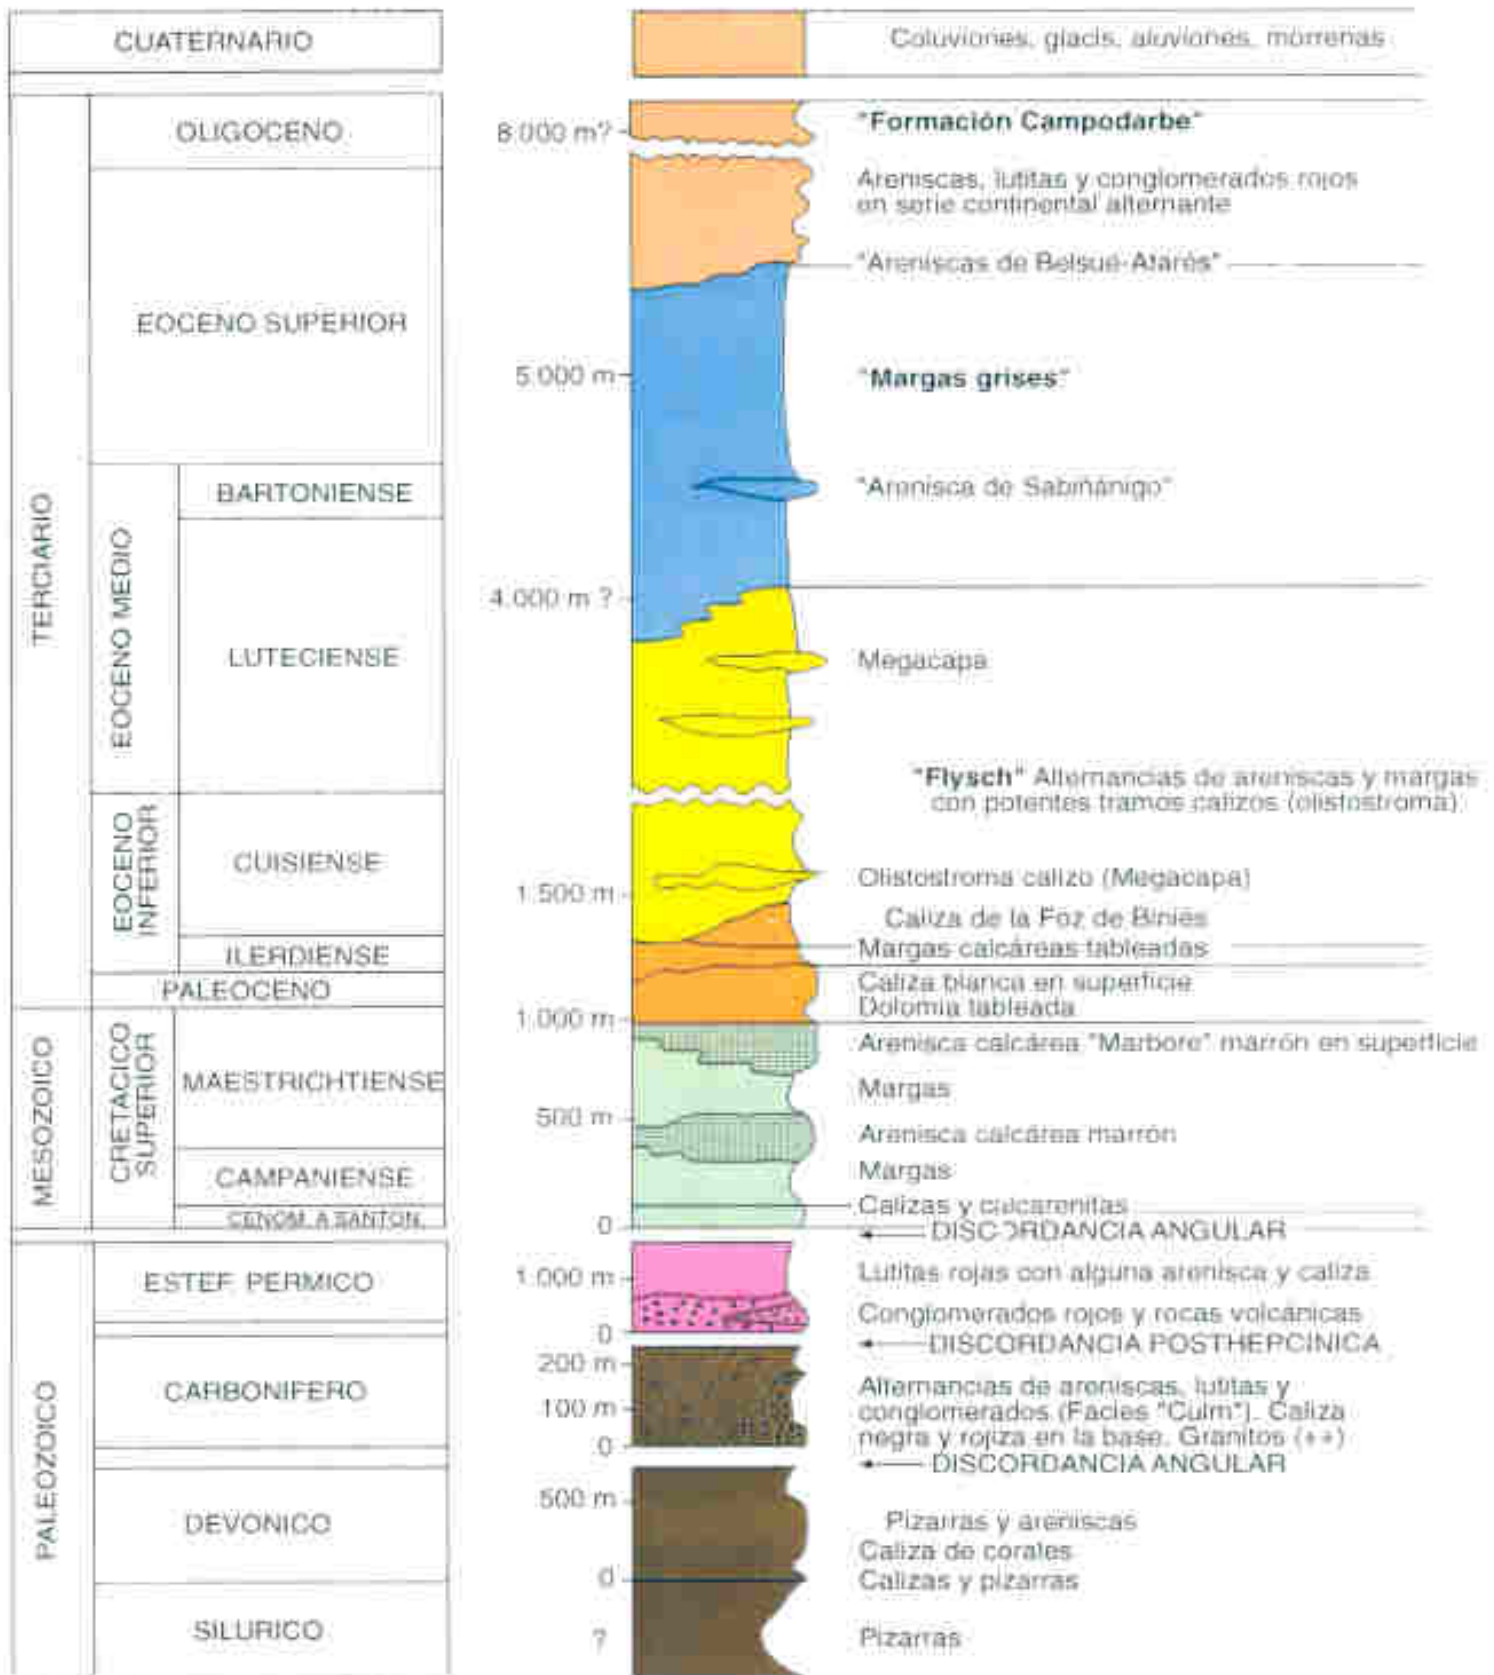 CUATERNARIO
Coluviones, glacis, aluviones, morrenas
TERCIARIO
OLIGOCENO
8.000 m?
"Formación Campodarbe"
Areniscas, lutitas y conglomerados rojos
en serie continental alternante
"Areniscas de Belsué-Atarés"
EOCENO SUPERIOR
5.000 m
"Margas grises"
EOCENO MEDIO
BARTONIENSE
"Arenisca de Sabiñánigo"
4.000 m ?
LUTECIENSE
Megacapa
"Flysch" Alternancias de areniscas y margas
con potentes tramos calizos (olistostroma)
EOCENO
INFERIOR
CUISIENSE
1.500 m
Olistostroma calizo (Megacapa)
Caliza de la Foz de Biniés
Margas calcáreas tableadas
ILERDIENSE
PALEOCENO
Caliza blanca en superficie
Dolomia tableada
1.000 m
MESOZOICO
CRETACICO
SUPERIOR
Arenisca calcárea "Marbore" marrón en superficie
MAESTRICHTIENSE
Margas
500 m
Arenisca calcárea marrón
CAMPANIENSE
Margas
Calizas y calcarenitas
CENOM. A SANTON.
0
DISCORDANCIA ANGULAR
PALEOZOICO
ESTEF. PERMICO
1.000 m
Lutitas rojas con alguna arenisca y caliza
Conglomerados rojos y rocas volcánicas
0
DISCORDANCIA POSTHERCINICA
200 m
CARBONIFERO
100 m
0
Alternancias de areniscas, lutitas y
conglomerados (Facies "Culm"). Caliza
negra y rojiza en la base. Granitos (++)
DISCORDANCIA ANGULAR
500 m
DEVONICO
Pizarras y areniscas
Caliza de corales
0
Calizas y pizarras
SILURICO
?
Pizarras